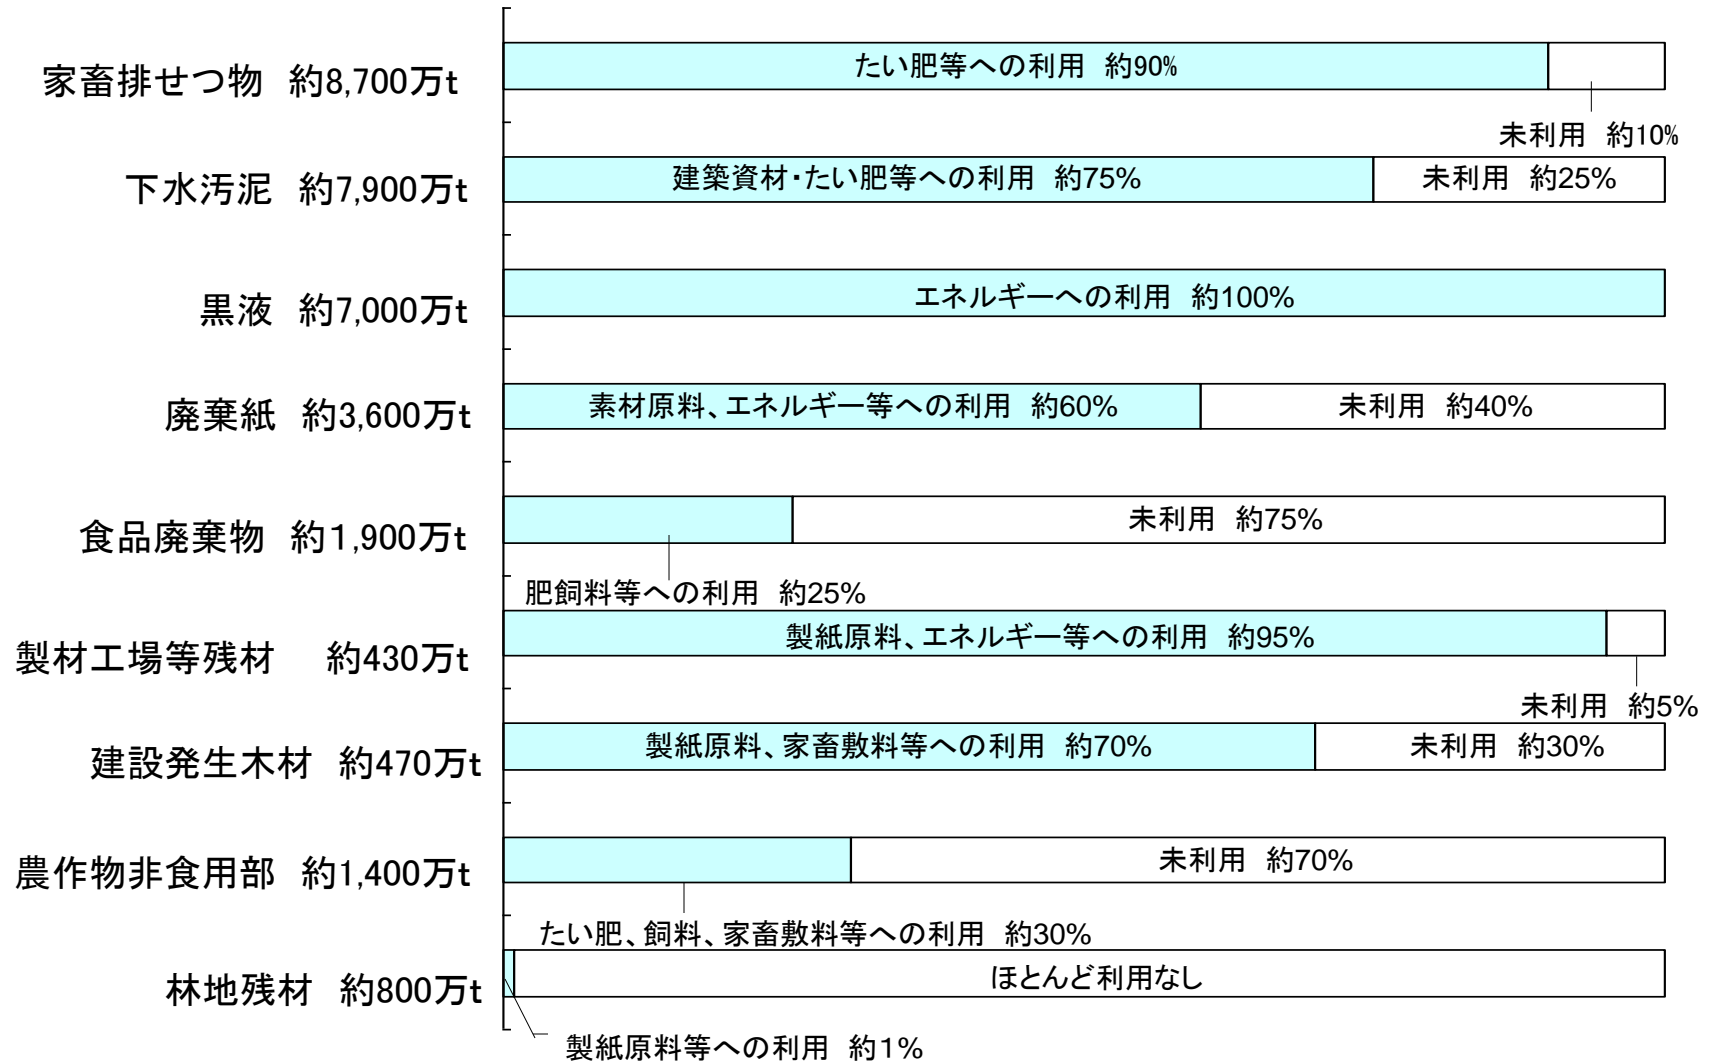 家畜排せつ物　約8,700万t
たい肥等への利用　約90%
未利用　約10%
下水汚泥　約7,900万t
建築資材・たい肥等への利用　約75%
未利用　約25%
黒液　約7,000万t
エネルギーへの利用　約100%
廃棄紙　約3,600万t
素材原料、エネルギー等への利用　約60%
未利用　約40%
食品廃棄物　約1,900万t
未利用　約75%
肥飼料等への利用　約25%
製材工場等残材　約430万t
製紙原料、エネルギー等への利用　約95%
未利用　約5%
建設発生木材　約470万t
製紙原料、家畜敷料等への利用　約70%
未利用　約30%
農作物非食用部　約1,400万t
未利用　約70%
たい肥、飼料、家畜敷料等への利用　約30%
林地残材　約800万t
ほとんど利用なし
製紙原料等への利用　約1%